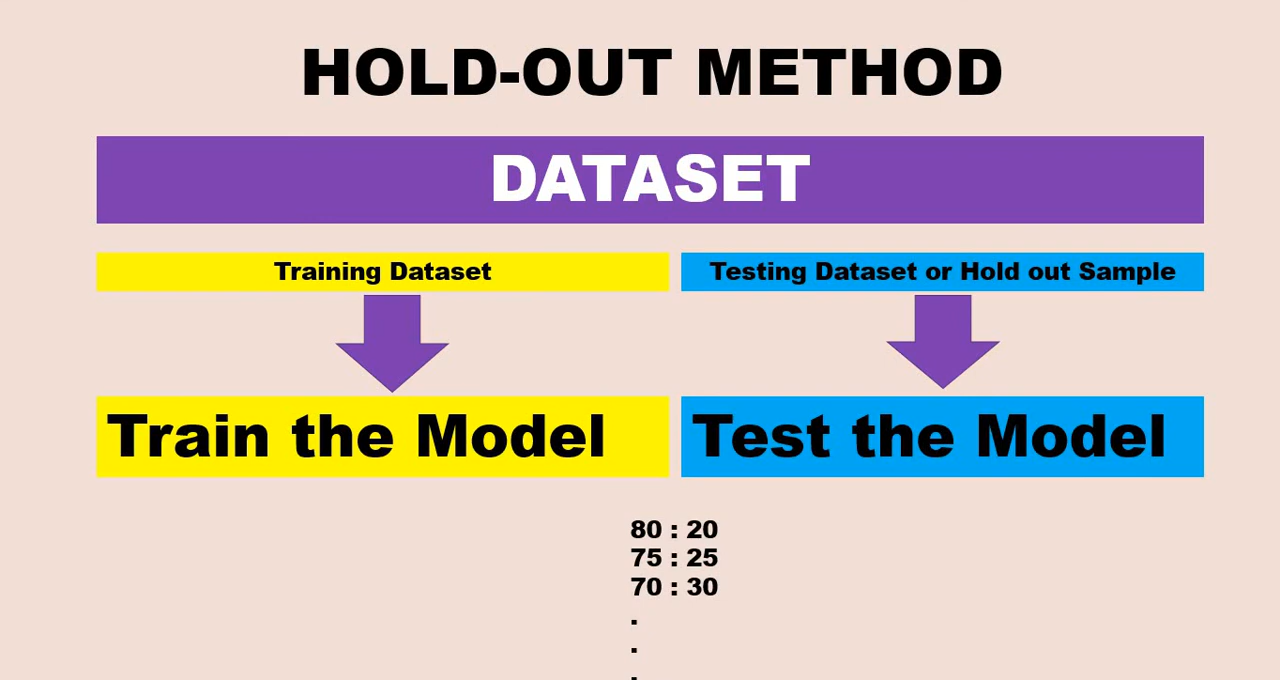 HOLD-OUT METHOD
DATASET
Training Dataset
Testing Dataset or Hold out Sample
Train the Model
Test the Model
80 : 20
75 : 25
70 : 30
.
.
.